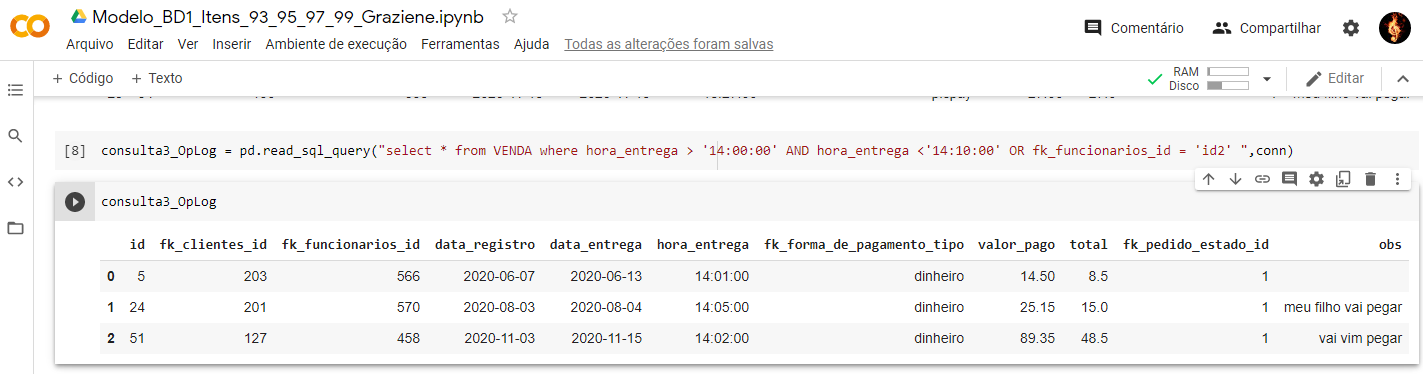 Modelo_BD1_Itens_93_95_97_99_Graziene.ipynb
Arquivo Editar Ver Inserir Ambiente de execução Ferramentas Ajuda Todas as alterações foram salvas
Comentário Compartilhar
+ Código + Texto
RAM
Disco
Editar
[8] consulta3_OpLog = pd.read_sql_query("select * from VENDA where hora_entrega > '14:00:00' AND hora_entrega <'14:10:00' OR fk_funcionarios_id = 'id2' ",conn)
consulta3_OpLog
id fk_clientes_id fk_funcionarios_id data_registro data_entrega hora_entrega fk_forma_de_pagamento_tipo valor_pago total fk_pedido_estado_id obs
0 5 203 566 2020-06-07 2020-06-13 14:01:00 dinheiro 14.50 8.5 1
1 24 201 570 2020-08-03 2020-08-04 14:05:00 dinheiro 25.15 15.0 1 meu filho vai pegar
2 51 127 458 2020-11-03 2020-11-15 14:02:00 dinheiro 89.35 48.5 1 vai vim pegar